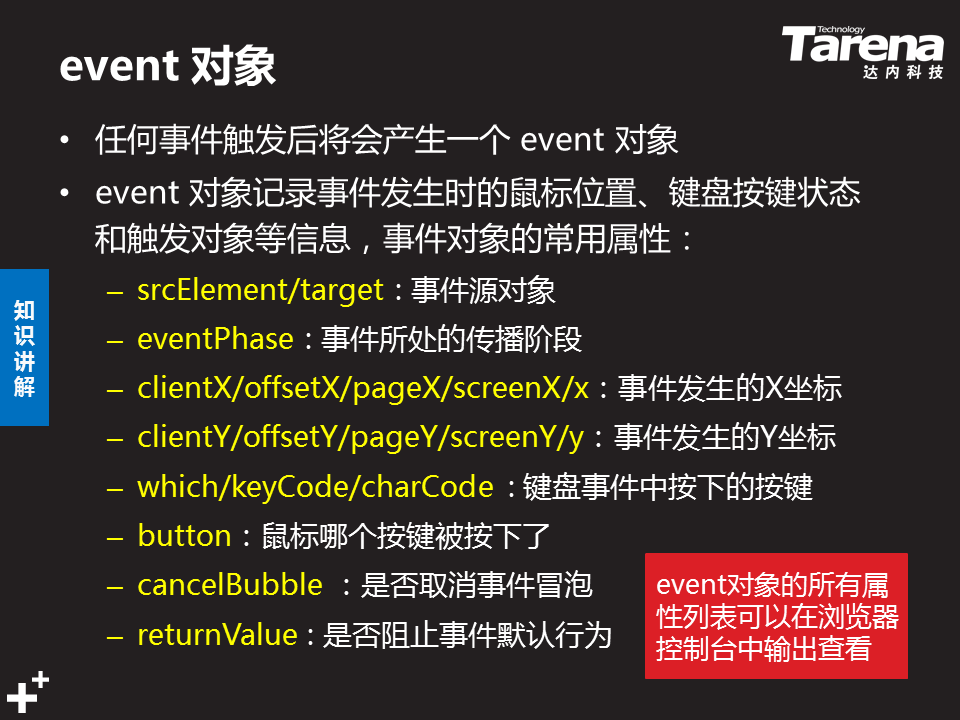 event 对象
Technology
Tarena
达内科技
• 任何事件触发后将会产生一个 event 对象
• event 对象记录事件发生时的鼠标位置、键盘按键状态
和触发对象等信息，事件对象的常用属性：
– srcElement/target：事件源对象
– eventPhase：事件所处的传播阶段
– clientX/offsetX/pageX/screenX/x：事件发生的X坐标
– clientY/offsetY/pageY/screenY/y：事件发生的Y坐标
– which/keyCode/charCode ：键盘事件中按下的按键
– button：鼠标哪个按键被按下了
– cancelBubble ：是否取消事件冒泡
– returnValue：是否阻止事件默认行为
知
识
讲
解
event对象的所有属
性列表可以在浏览器
控制台中输出查看